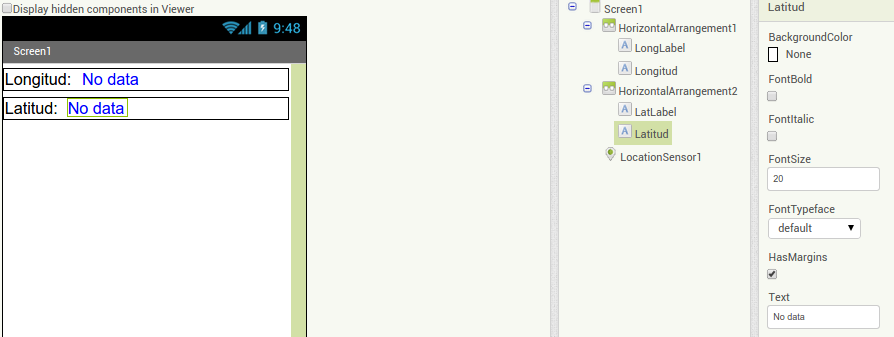 Display hidden components in Viewer
9:48
Screen1
Longitud: No data
Latitud: No data
Screen1
HorizontalArrangement1
LongLabel
Longitud
HorizontalArrangement2
LatLabel
Latitud
LocationSensor1
Latitud
BackgroundColor
None
FontBold
FontItalic
FontSize
20
FontTypeface
default
HasMargins
Text
No data